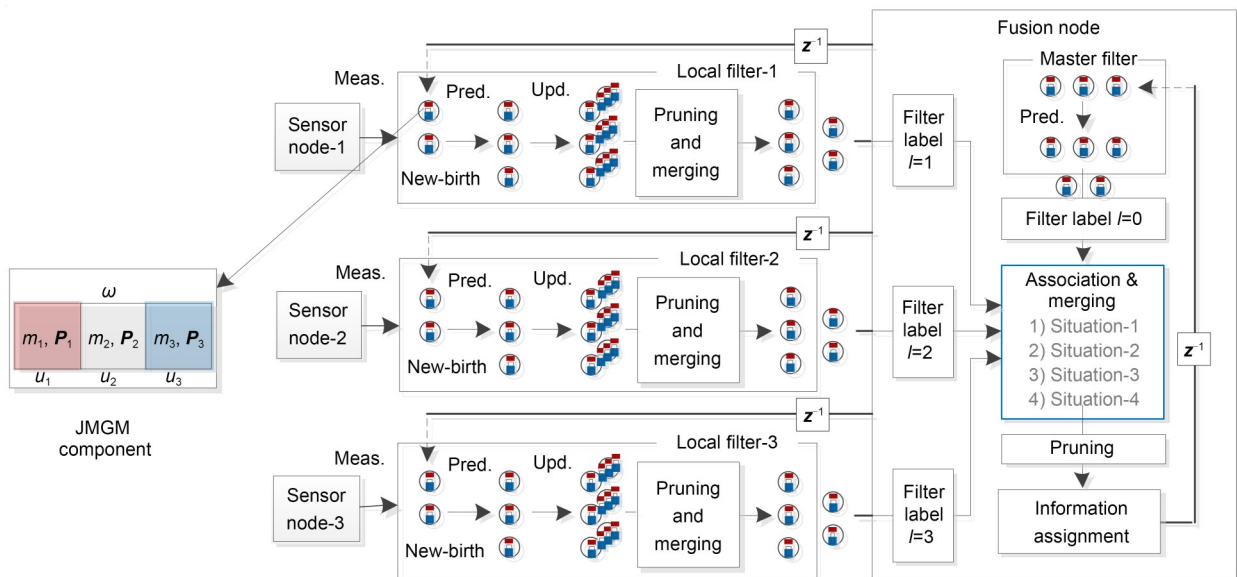 Fusion node
z⁻¹
Master filter
Meas.
Local filter-1
Pred.
Upd.
Sensor
node-1
Pruning
and
merging
New-birth
Filter
label
l=1
Pred.
Filter label l=0
z⁻¹
Meas.
Local filter-2
Pred.
Upd.
Sensor
node-2
Pruning
and
merging
New-birth
Filter
label
l=2
Association &
merging
1) Situation-1
2) Situation-2
3) Situation-3
4) Situation-4
z⁻¹
ω
m₁, P₁
m₂, P₂
m₃, P₃
u₁
u₂
u₃
JMGM
component
z⁻¹
Meas.
Local filter-3
Pred.
Upd.
Sensor
node-3
Pruning
and
merging
New-birth
Filter
label
l=3
Pruning
Information
assignment